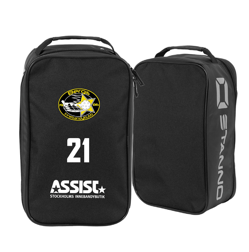 21
ASSIST
STOCKHOLMS INNEBANDYBUTIK
STANNO